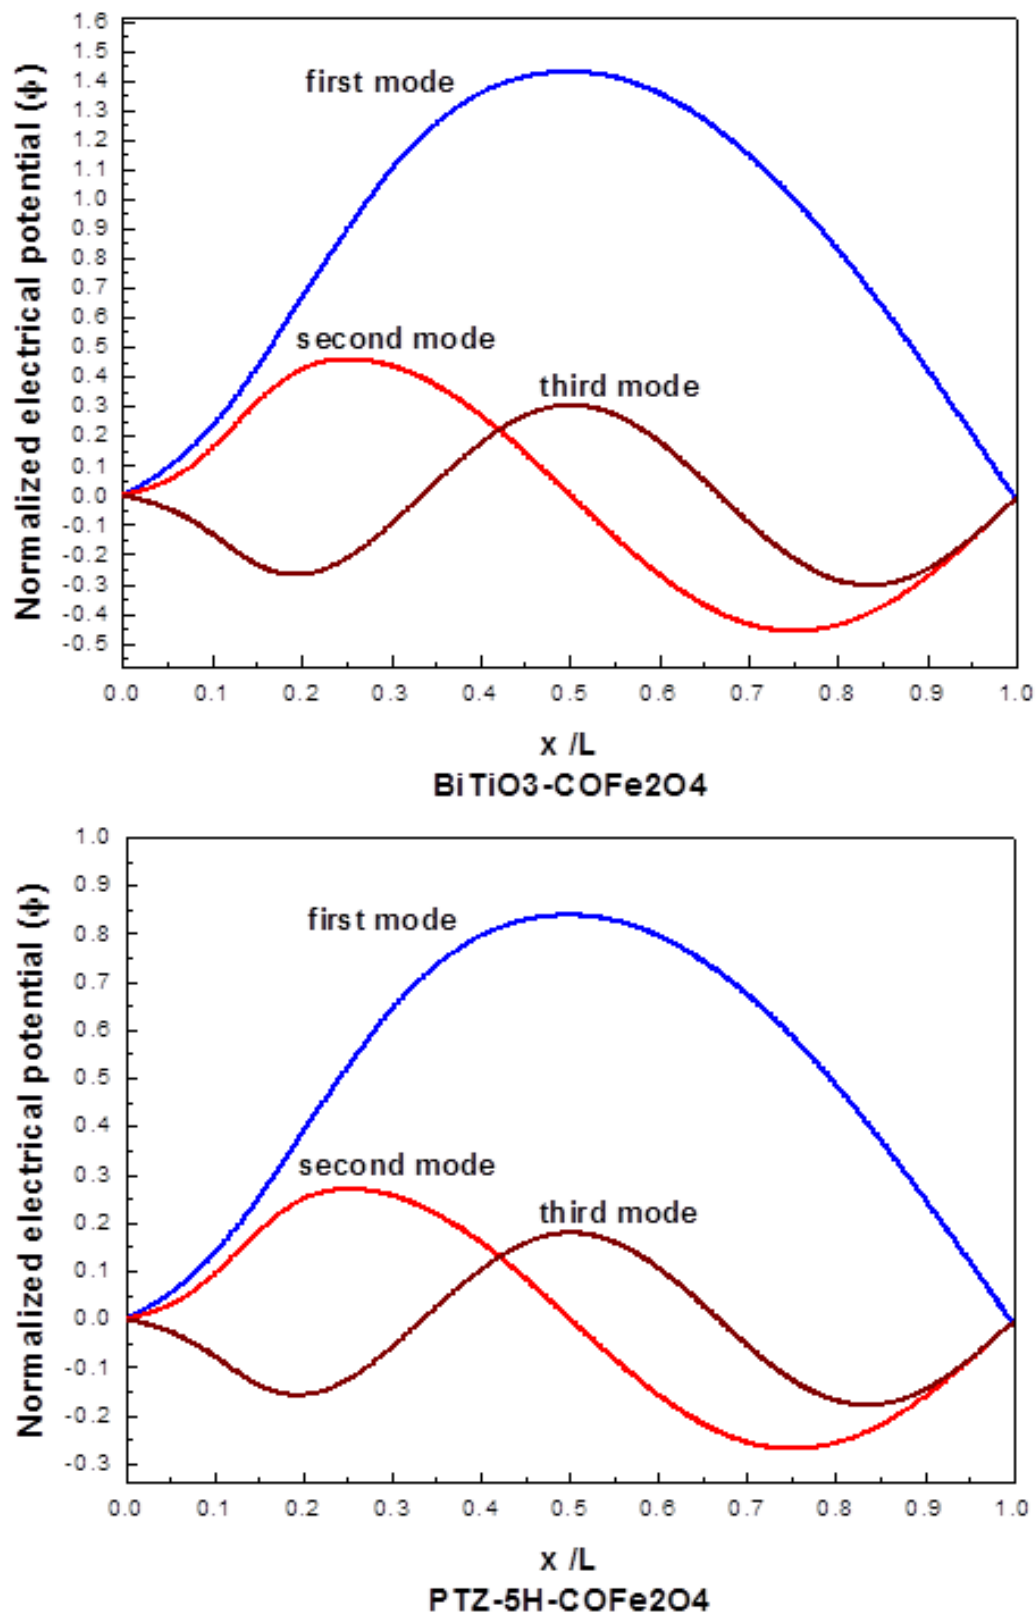 Normalized electrical potential (ϕ)
1.6
1.5
1.4
1.3
1.2
1.1
1.0
0.9
0.8
0.7
0.6
0.5
0.4
0.3
0.2
0.1
0.0
-0.1
-0.2
-0.3
-0.4
-0.5
first mode
second mode
third mode
0.0 0.1 0.2 0.3 0.4 0.5 0.6 0.7 0.8 0.9 1.0
x /L
BiTiO3-COFe2O4
Normalized electrical potential (ϕ)
1.0
0.9
0.8
0.7
0.6
0.5
0.4
0.3
0.2
0.1
0.0
-0.1
-0.2
-0.3
first mode
second mode
third mode
0.0 0.1 0.2 0.3 0.4 0.5 0.6 0.7 0.8 0.9 1.0
x /L
PTZ-5H-COFe2O4